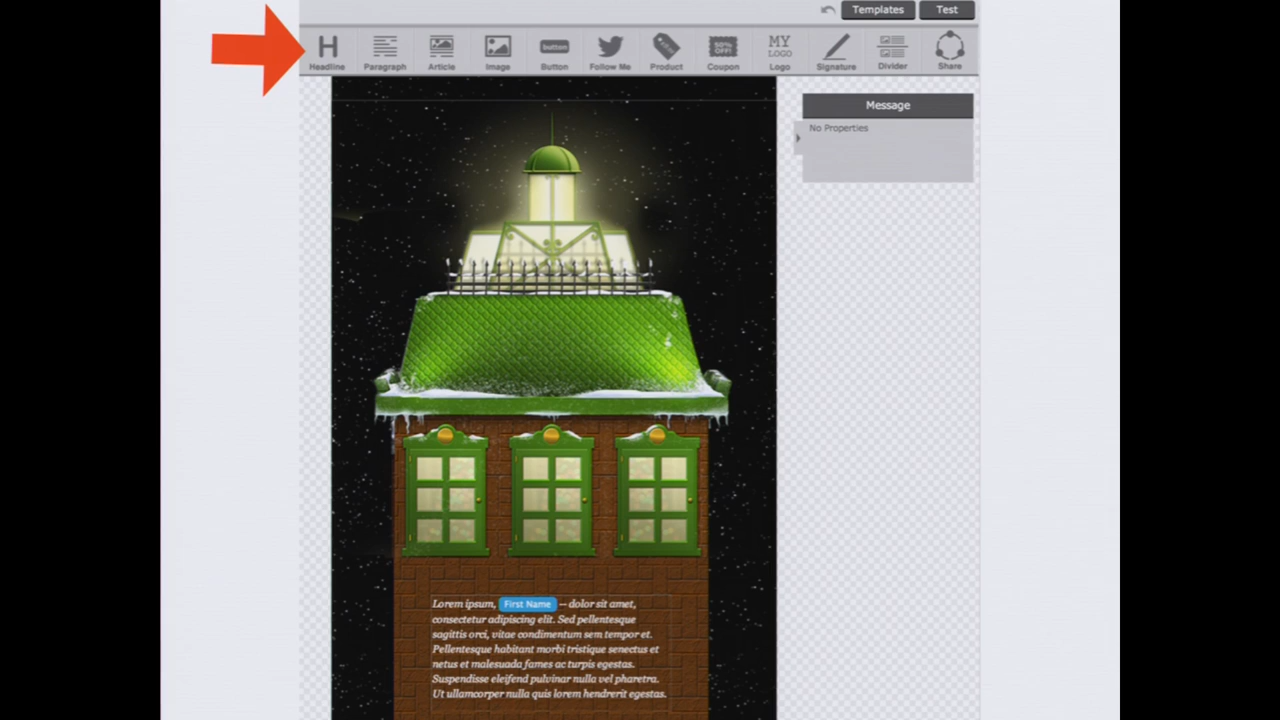 Templates
Test
H
Headline
Paragraph
Article
Image
button
Button
Follow Me
Product
50%
OFF!
Coupon
MY
LOGO
Logo
Signature
Divider
Share
Message
No Properties
Lorem ipsum, First Name -- dolor sit amet,
consectetur adipiscing elit. Sed pellentesque
sagittis orci, vitae condimentum sem tempor et.
Pellentesque habitant morbi tristique senectus et
netus et malesuada fames ac turpis egestas.
Suspendisse eleifend pulvinar nulla vel pharetra.
Ut ullamcorper nulla quis lorem hendrerit egestas.